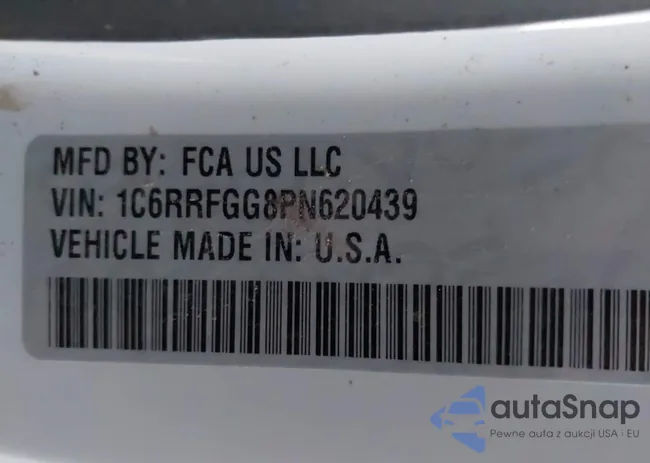 MFD BY: FCA US LLC
VIN: 1C6RRFGG8PN620439
VEHICLE MADE IN: U.S.A.
autaSnap
Pewne auta z aukcji USA i EU